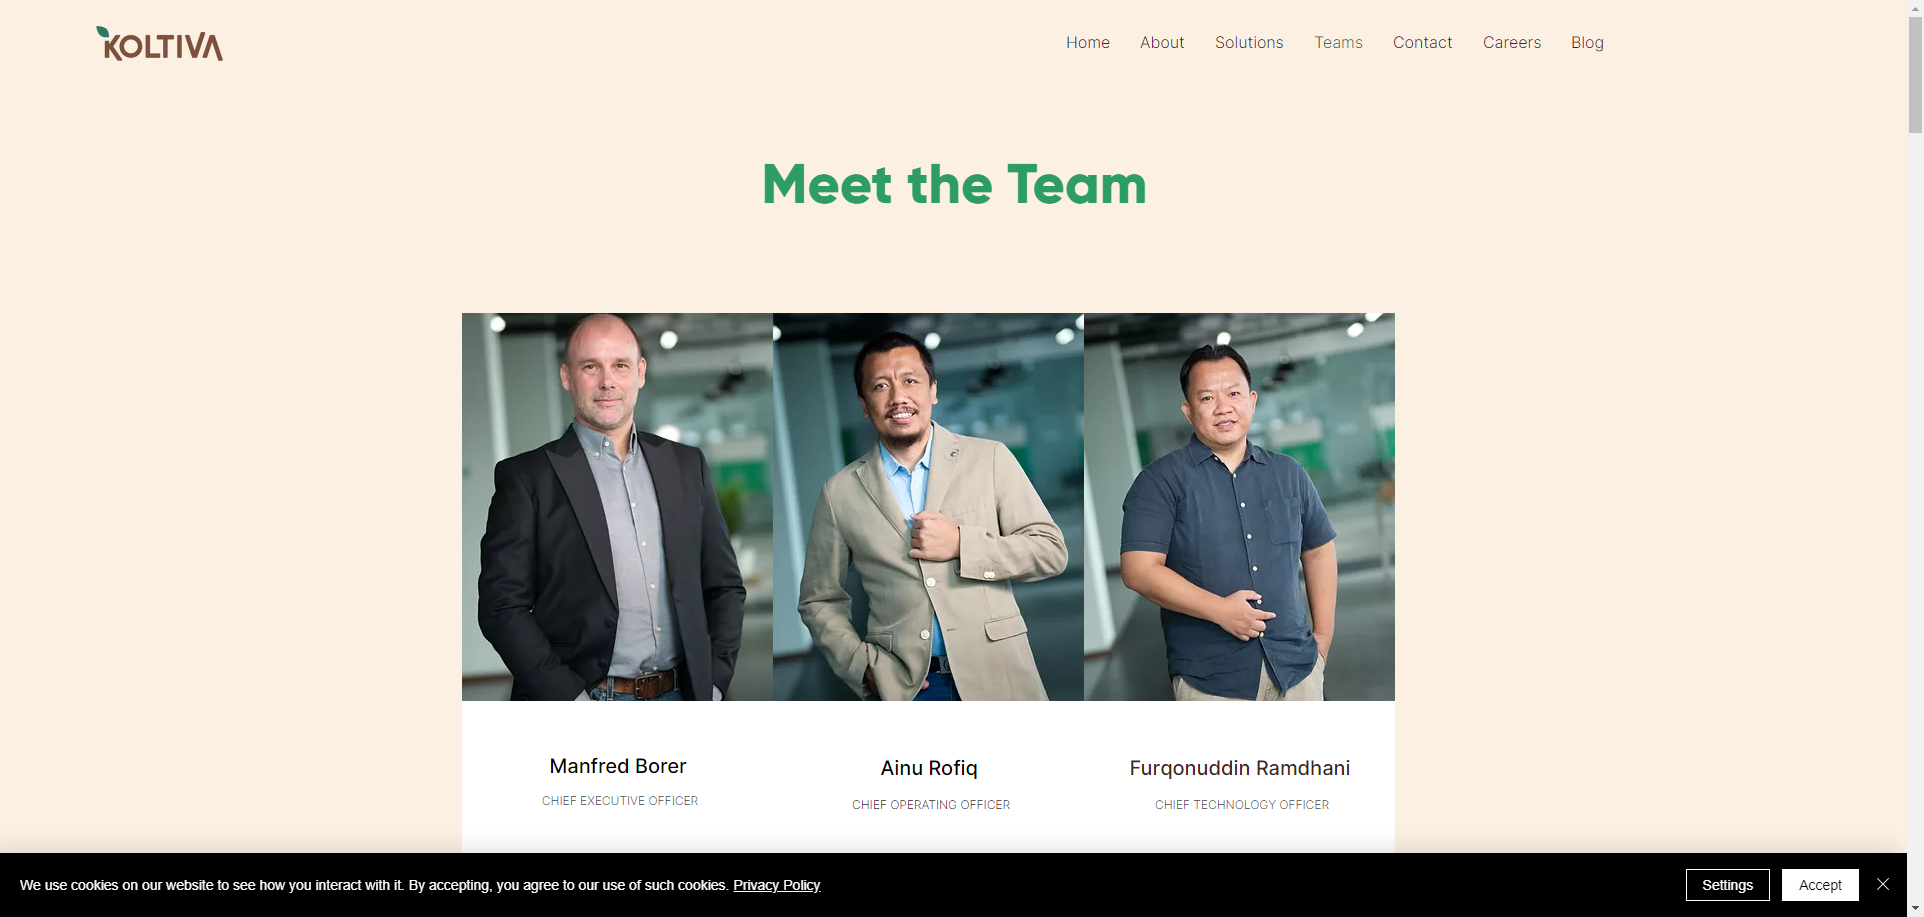 KOLTIVA
Home About Solutions Teams Contact Careers Blog
Meet the Team
Manfred Borer
CHIEF EXECUTIVE OFFICER
Ainu Rofiq
CHIEF OPERATING OFFICER
Furqonuddin Ramdhani
CHIEF TECHNOLOGY OFFICER
We use cookies on our website to see how you interact with it. By accepting, you agree to our use of such cookies. Privacy Policy
Settings
Accept